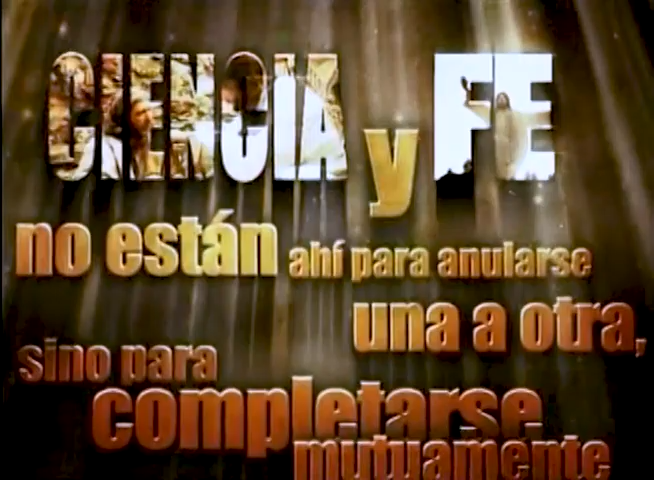 CIENCIA y FE
no están ahí para anularse
una a otra,
sino para
completarse
mutuamente